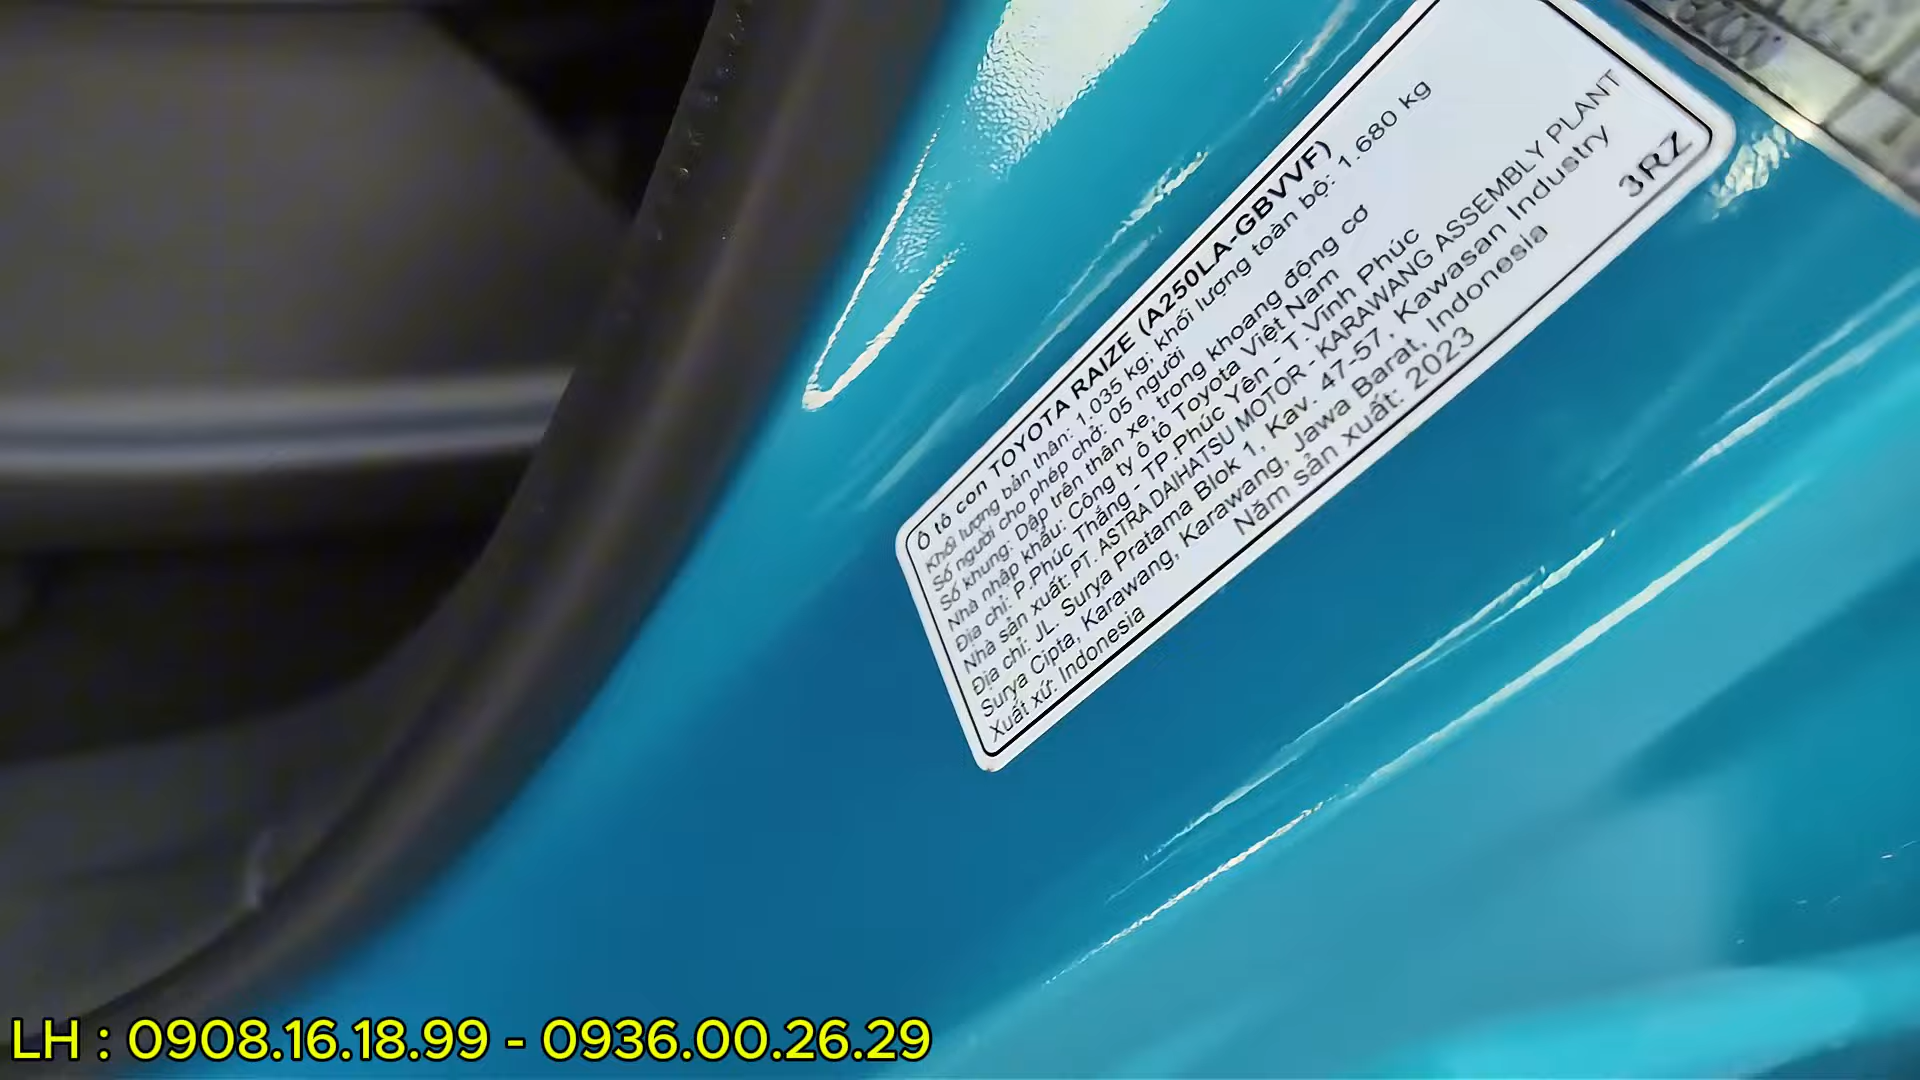 Ô tô con TOYOTA RAIZE (A250LA-GBVVF)
Khối lượng bản thân: 1.035 kg; khối lượng toàn bộ: 1.680 kg
Số người cho phép chở: 05 người
Số khung: Dập trên thân xe, trong khoang động cơ
Nhà nhập khẩu: Công ty ô tô Toyota Việt Nam
Địa chỉ: P.Phúc Thắng - TP.Phúc Yên - T. Vĩnh Phúc
Nhà sản xuất: PT. ASTRA DAIHATSU MOTOR - KARAWANG ASSEMBLY PLANT
Địa chỉ: JL. Surya Pratama Blok 1, Kav. 47-57, Kawasan Industry
Surya Cipta, Karawang, Karawang, Jawa Barat, Indonesia
Xuất xứ: Indonesia
Năm sản xuất: 2023
3RZ
LH : 0908.16.18.99 - 0936.00.26.29